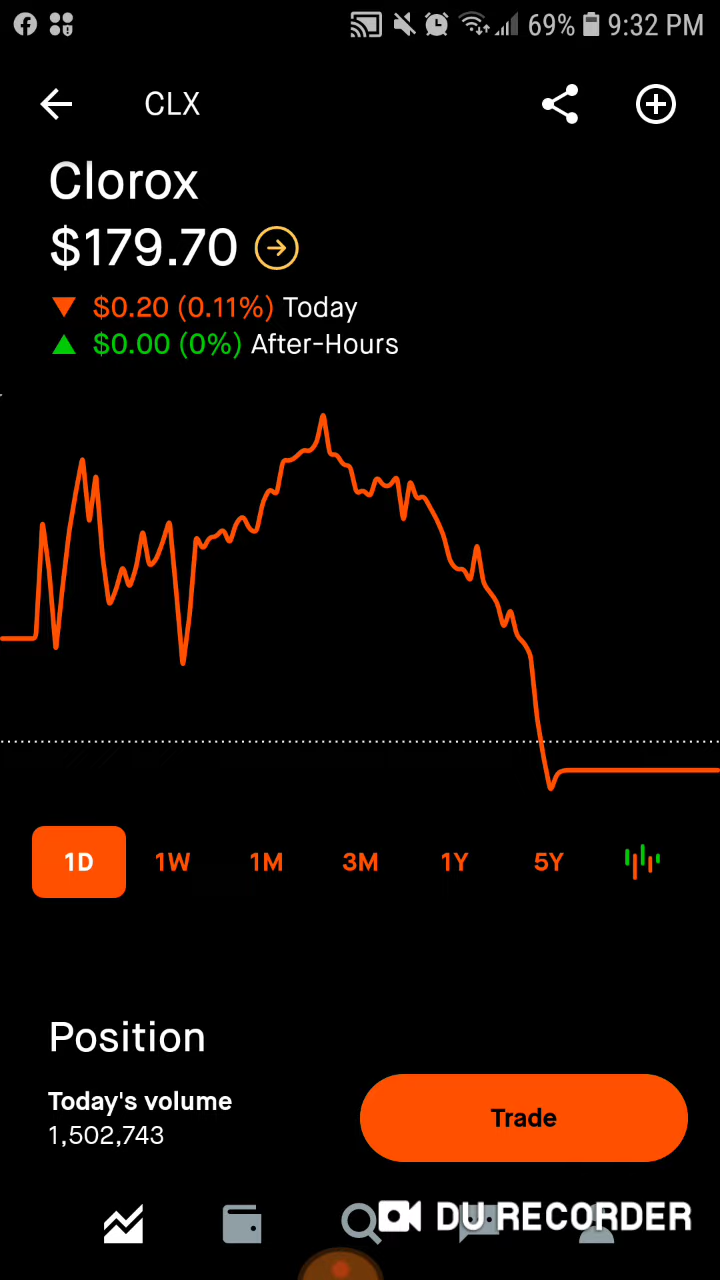 69% 9:32 PM
CLX
Clorox
$179.70
$0.20 (0.11%) Today
$0.00 (0%) After-Hours
1D 1W 1M 3M 1Y 5Y
Position
Today's volume
1,502,743
Trade
DU RECORDER